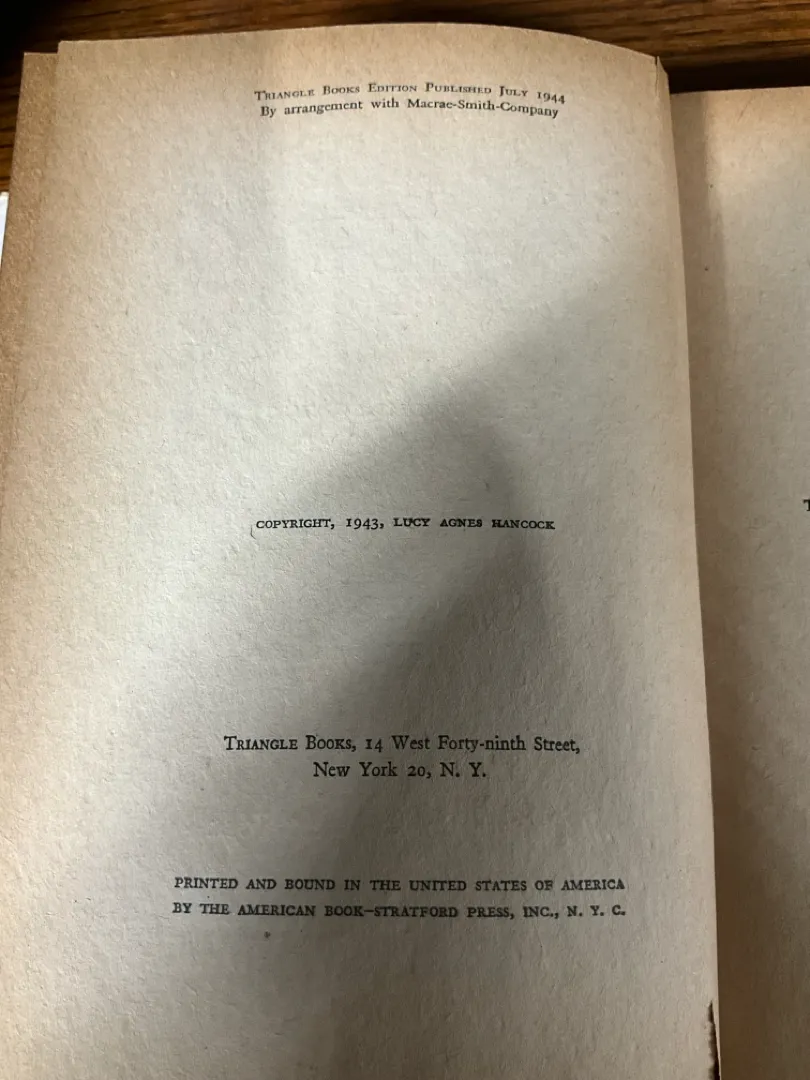 Triangle Books Edition Published July 1944
By arrangement with Macrae-Smith-Company
COPYRIGHT, 1943, LUCY AGNES HANCOCK
Triangle Books, 14 West Forty-ninth Street,
New York 20, N. Y.
PRINTED AND BOUND IN THE UNITED STATES OF AMERICA
BY THE AMERICAN BOOK—STRATFORD PRESS, INC., N. Y. C.